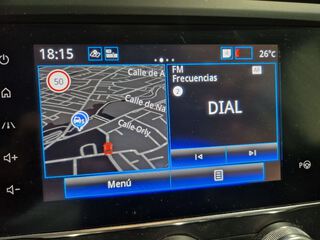 18:15
26°C
50
Calle de A
Calle de Na
Calle Orly
FM
Frecuencias
2
DIAL
Menú
P